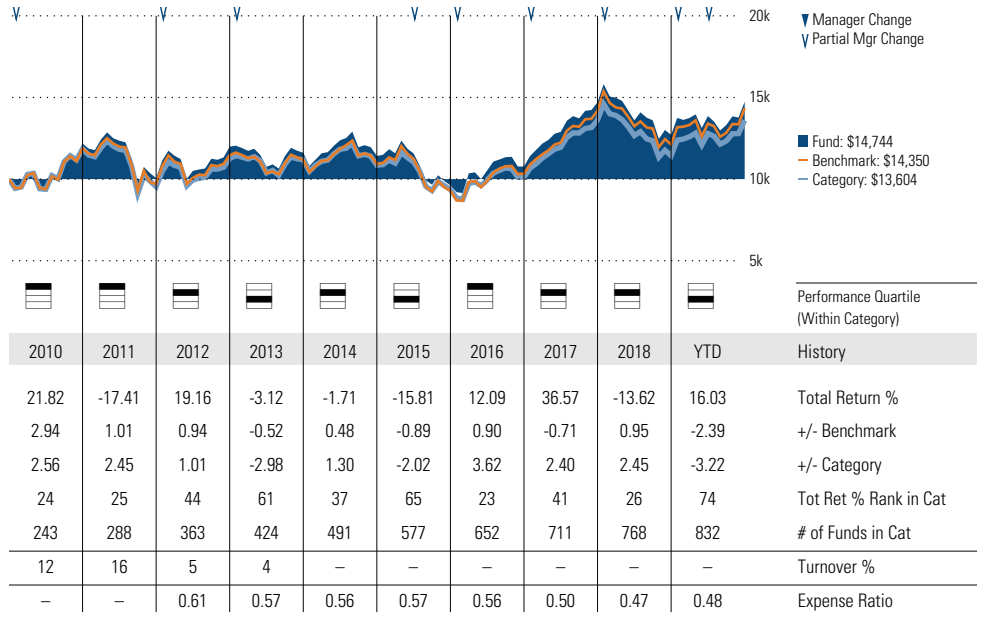 20k
Manager Change
Partial Mgr Change
15k
Fund: $14,744
Benchmark: $14,350
Category: $13,604
10k
5k
Performance Quartile
(Within Category)
2010 2011 2012 2013 2014 2015 2016 2017 2018 YTD History
21.82 -17.41 19.16 -3.12 -1.71 -15.81 12.09 36.57 -13.62 16.03 Total Return %
2.94 1.01 0.94 -0.52 0.48 -0.89 0.90 -0.71 0.95 -2.39 +/- Benchmark
2.56 2.45 1.01 -2.98 1.30 -2.02 3.62 2.40 2.45 -3.22 +/- Category
24 25 44 61 37 65 23 41 26 74 Tot Ret % Rank in Cat
243 288 363 424 491 577 652 711 768 832 # of Funds in Cat
12 16 5 4 – – – – – – Turnover %
– – 0.61 0.57 0.56 0.57 0.56 0.50 0.47 0.48 Expense Ratio